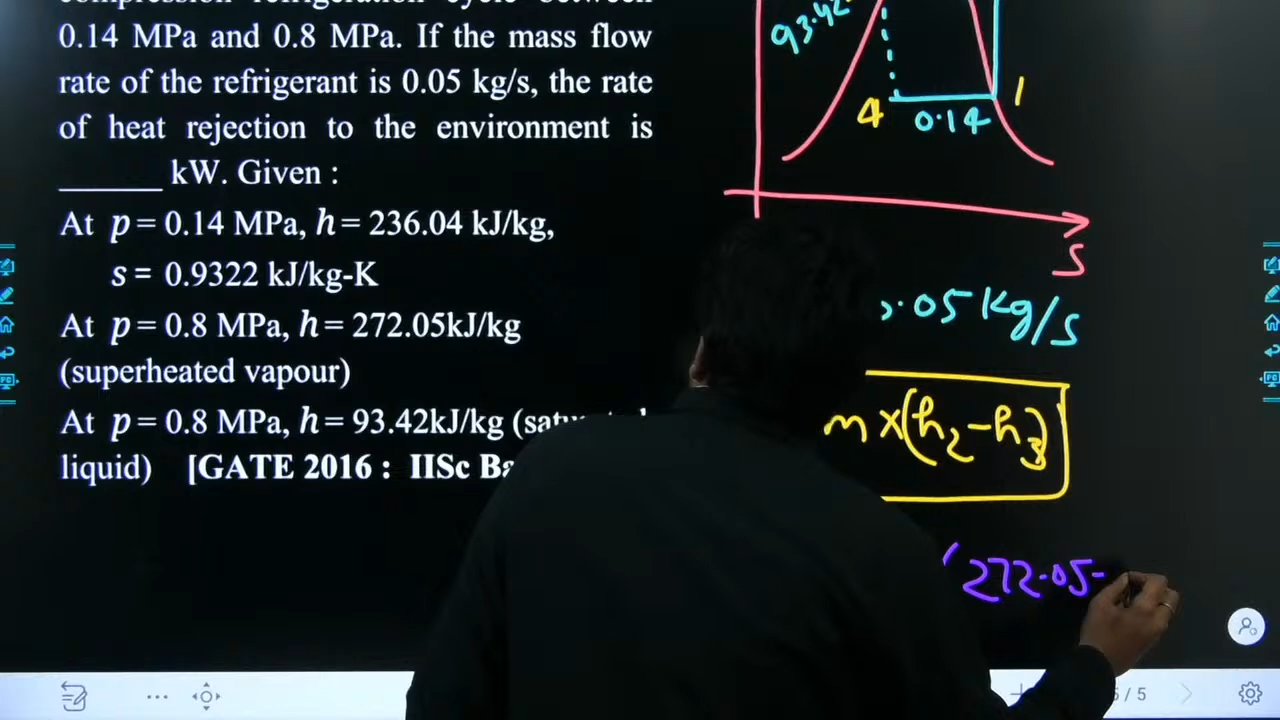 0.14 MPa and 0.8 MPa. If the mass flow
rate of the refrigerant is 0.05 kg/s, the rate
of heat rejection to the environment is
______ kW. Given :
At p = 0.14 MPa, h = 236.04 kJ/kg,
s = 0.9322 kJ/kg-K
At p = 0.8 MPa, h = 272.05kJ/kg
(superheated vapour)
At p = 0.8 MPa, h = 93.42kJ/kg
liquid) [GATE 2016 : IISc
93.42
4
1
0.14
S
.05 kg/s
m×(h2-h3)
(272.05-
/ 5